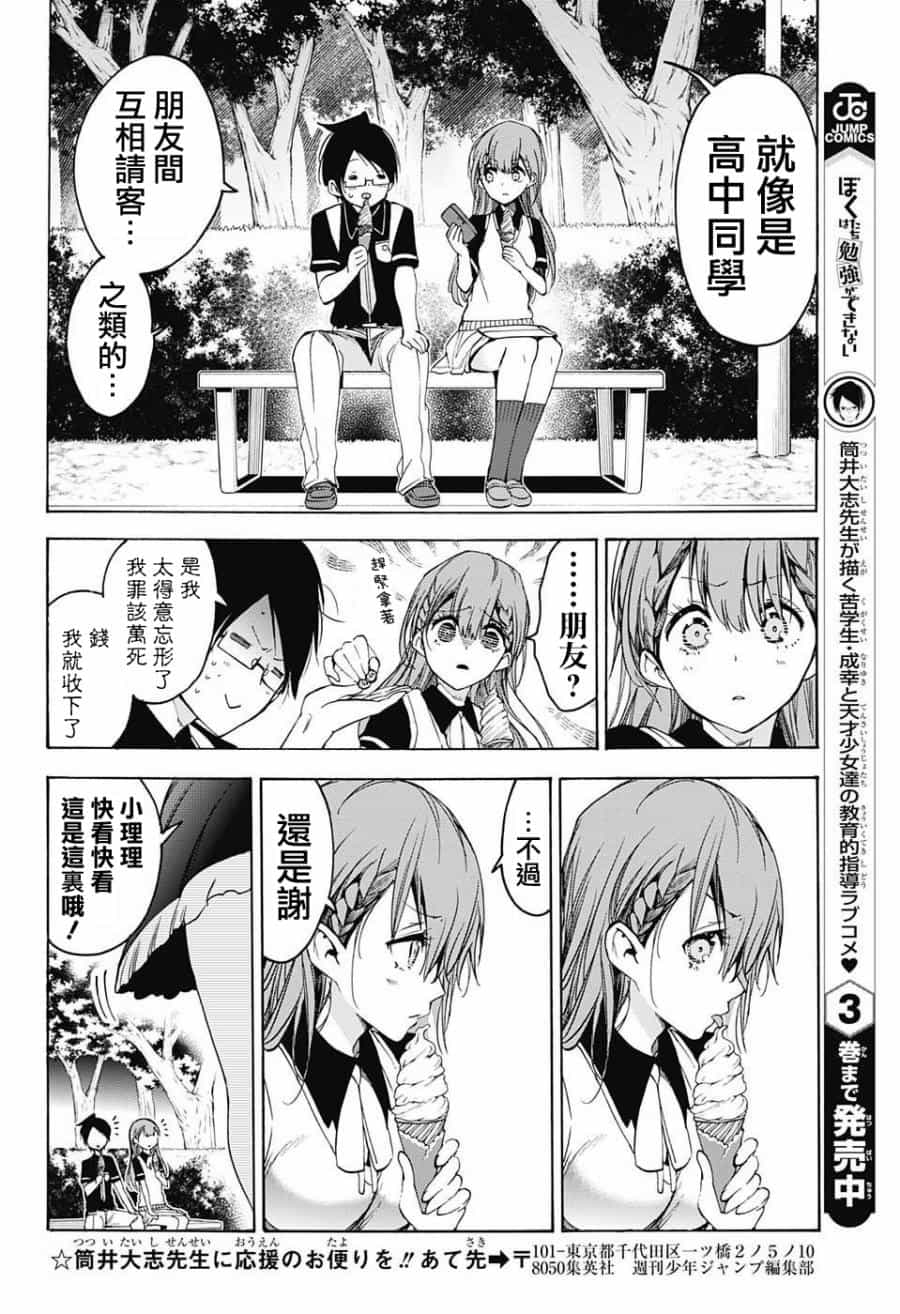 就像是
高中同學
朋友間
互相請客…
之類的…
………朋友?
趕緊拿著
是我
太得意忘形了
我罪該萬死
錢
我就收下了
…不過
還是謝
小理理
快看快看
這是這裏哦!
JUMP
COMICS
ぼくたちは勉強ができない
筒井大志先生が描く苦学生・成幸と天才少女達の教育的指導ラブコメ♥
3巻まで発売中
☆筒井大志先生に応援のお便りを!!あて先➡〒
101-東京都千代田区一ツ橋2ノ5ノ10
8050集英社 週刊少年ジャンプ編集部